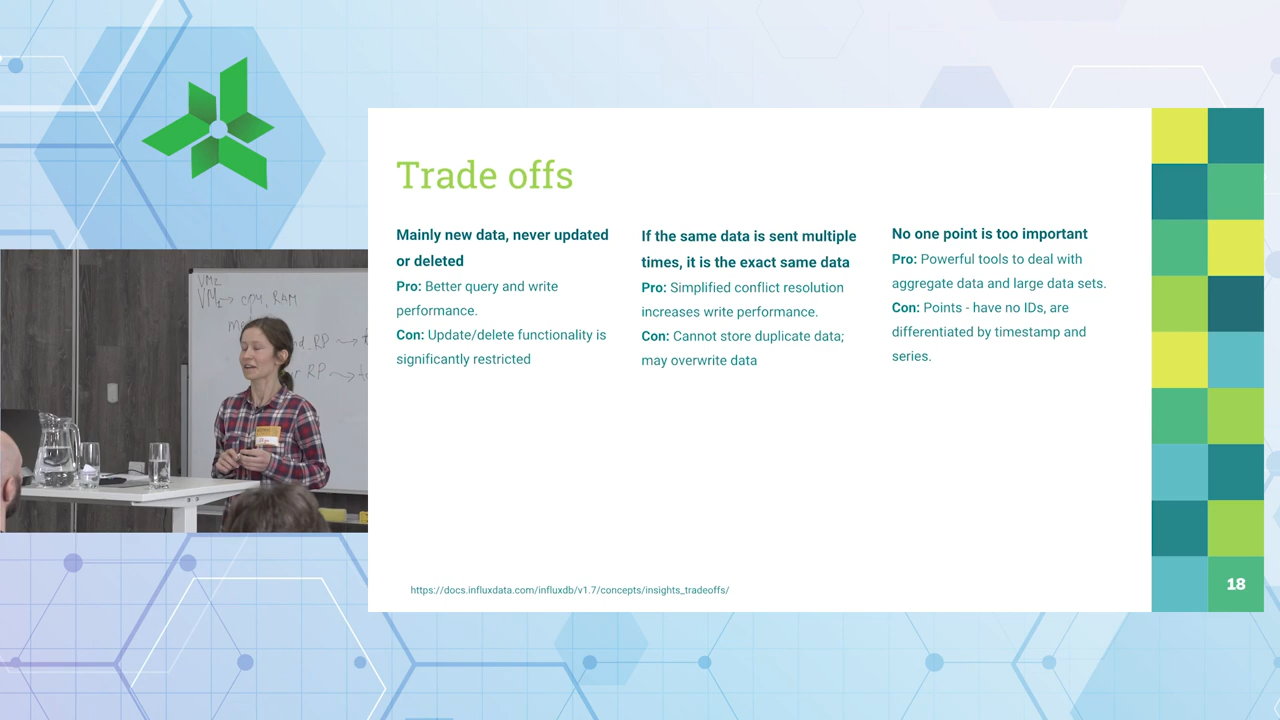 Trade offs
Mainly new data, never updated
or deleted
Pro: Better query and write
performance.
Con: Update/delete functionality is
significantly restricted
If the same data is sent multiple
times, it is the exact same data
Pro: Simplified conflict resolution
increases write performance.
Con: Cannot store duplicate data;
may overwrite data
No one point is too important
Pro: Powerful tools to deal with
aggregate data and large data sets.
Con: Points - have no IDs, are
differentiated by timestamp and
series.
https://docs.influxdata.com/influxdb/v1.7/concepts/insights_tradeoffs/
18
VM2
VM1 → CPU, RAM
RP
RP